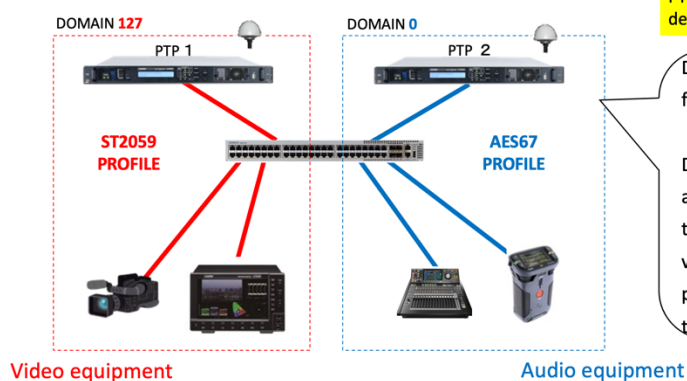 DOMAIN 127
DOMAIN 0
PTP 1
PTP 2
ST2059
PROFILE
AES67
PROFILE
Video equipment
Audio equipment